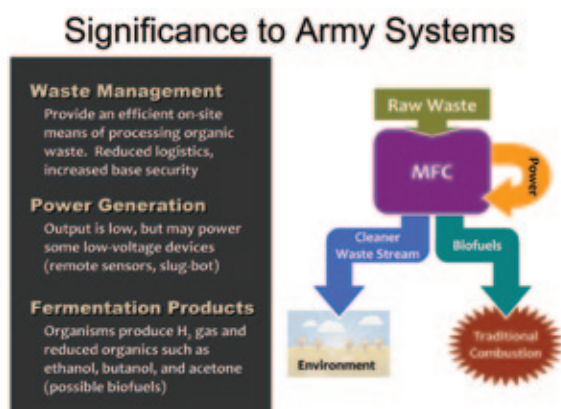 Significance to Army Systems
Waste Management
Provide an efficient on-site
means of processing organic
waste. Reduced logistics,
increased base security
Power Generation
Output is low, but may power
some low-voltage devices
(remote sensors, slug-bot)
Fermentation Products
Organisms produce H₂ gas and
reduced organics such as
ethanol, butanol, and acetone
(possible biofuels)
Raw Waste
MFC
Power
Cleaner
Waste Stream
Biofuels
Environment
Traditional
Combustion